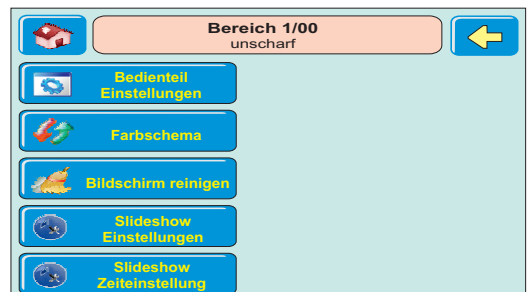 Bereich 1/00
unscharf
Bedienteil
Einstellungen
Farbschema
Bildschirm reinigen
Slideshow
Einstellungen
Slideshow
Zeiteinstellung